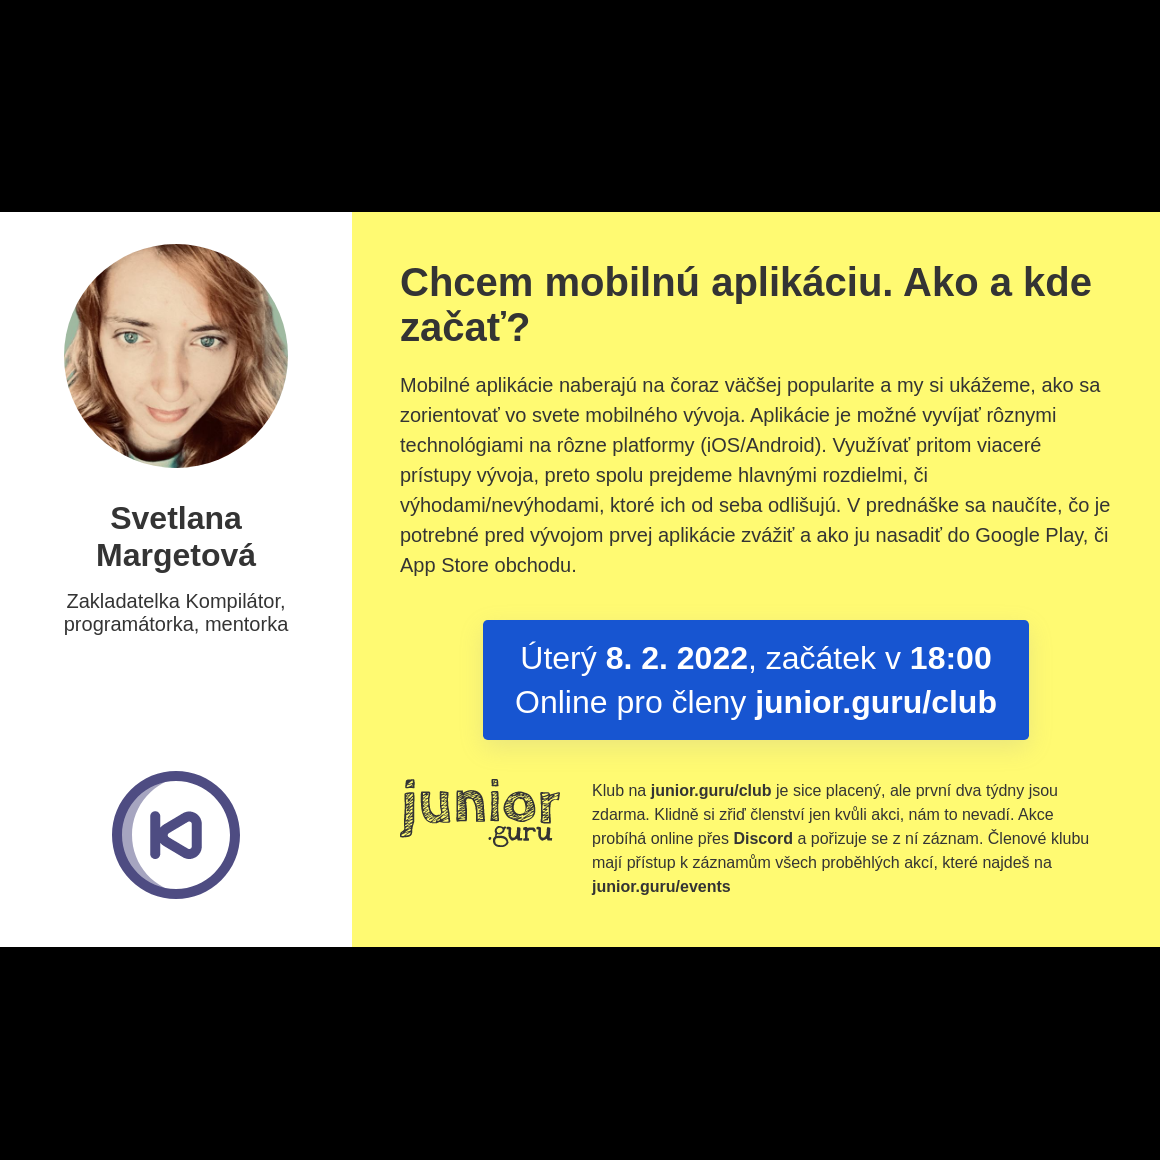 Svetlana
Margetová
Zakladatelka Kompilátor,
programátorka, mentorka
Chcem mobilnú aplikáciu. Ako a kde
začať?
Mobilné aplikácie naberajú na čoraz väčšej popularite a my si ukážeme, ako sa
zorientovať vo svete mobilného vývoja. Aplikácie je možné vyvíjať rôznymi
technológiami na rôzne platformy (iOS/Android). Využívať pritom viaceré
prístupy vývoja, preto spolu prejdeme hlavnými rozdielmi, či
výhodami/nevýhodami, ktoré ich od seba odlišujú. V prednáške sa naučíte, čo je
potrebné pred vývojom prvej aplikácie zvážiť a ako ju nasadiť do Google Play, či
App Store obchodu.
Úterý 8. 2. 2022, začátek v 18:00
Online pro členy junior.guru/club
junior
.guru
Klub na junior.guru/club je sice placený, ale první dva týdny jsou
zdarma. Klidně si zřiď členství jen kvůli akci, nám to nevadí. Akce
probíhá online přes Discord a pořizuje se z ní záznam. Členové klubu
mají přístup k záznamům všech proběhlých akcí, které najdeš na
junior.guru/events